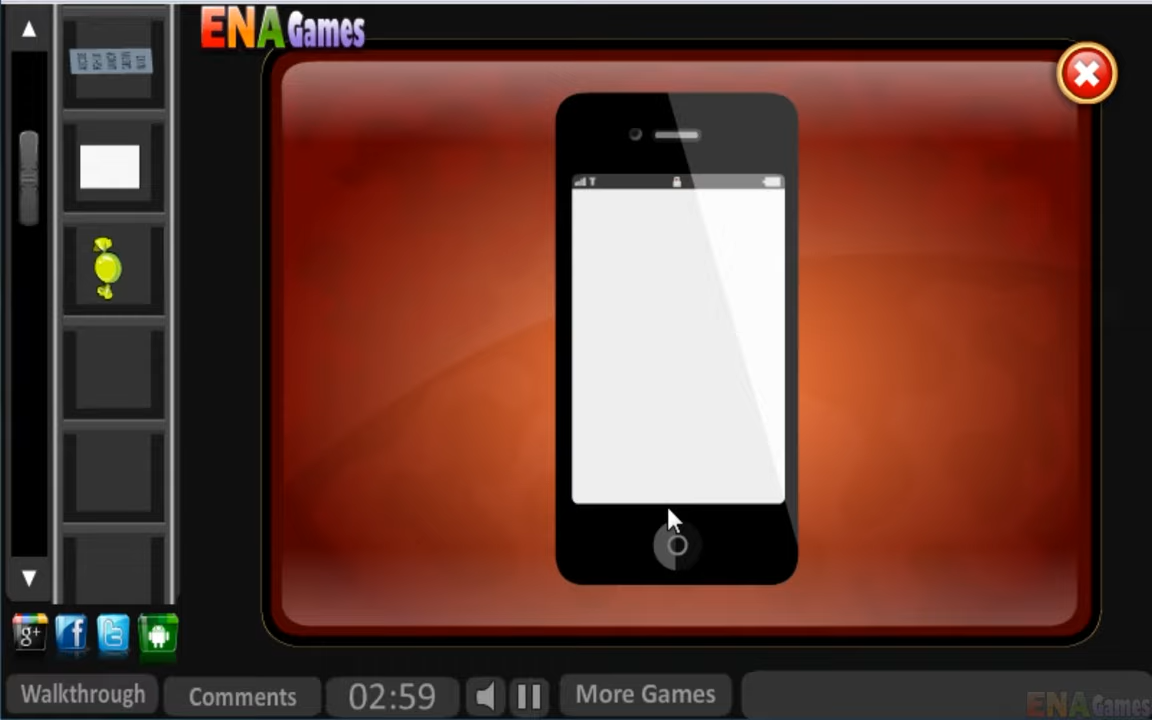 ENAGames
g+
f
t
Walkthrough
Comments
02:59
More Games
ENAGames